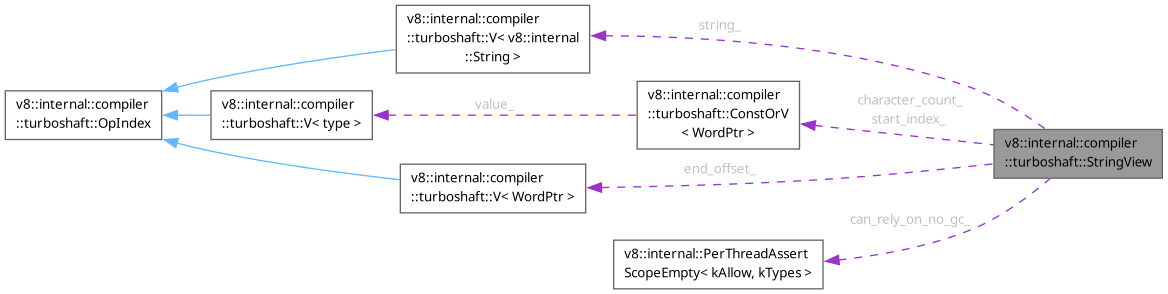 v8::internal::compiler
::turboshaft::V< v8::internal
::String >
string_
v8::internal::compiler
::turboshaft::OpIndex
v8::internal::compiler
::turboshaft::V< type >
value_
v8::internal::compiler
::turboshaft::ConstOrV
< WordPtr >
character_count_
start_index_
v8::internal::compiler
::turboshaft::StringView
v8::internal::compiler
::turboshaft::V< WordPtr >
end_offset_
can_rely_on_no_gc_
v8::internal::PerThreadAssert
ScopeEmpty< kAllow, kTypes >